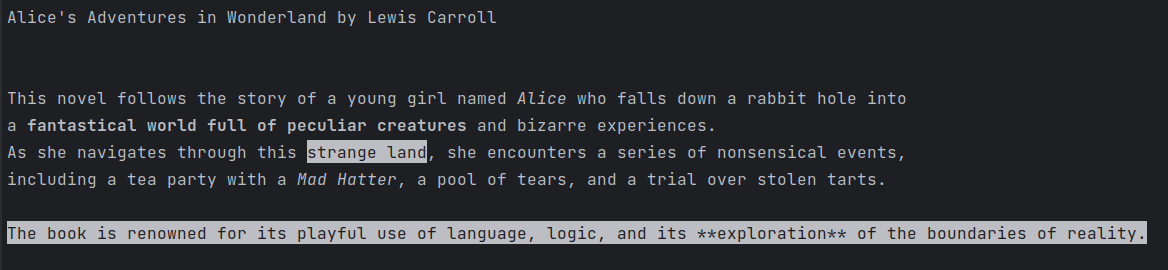 Alice's Adventures in Wonderland by Lewis Carroll
This novel follows the story of a young girl named Alice who falls down a rabbit hole into
a fantastical world full of peculiar creatures and bizarre experiences.
As she navigates through this strange land, she encounters a series of nonsensical events,
including a tea party with a Mad Hatter, a pool of tears, and a trial over stolen tarts.
The book is renowned for its playful use of language, logic, and its **exploration** of the boundaries of reality.